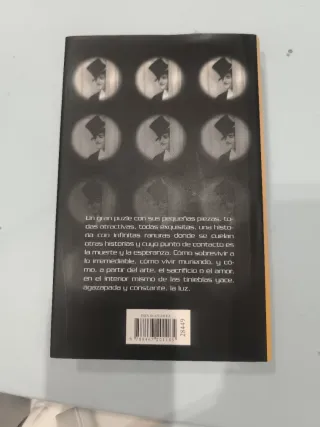 Un gran puzle con sus pequeñas piezas, to-
das atractivas, todas exquisitas, una histo-
ria con infinitas ranuras donde se cuelan
otras historias y cuyo punto de contacto es
la muerte y la esperanza. Cómo sobrevivir a
lo irremediable, cómo vivir muriendo, y có-
mo, a partir del arte, el sacrificio o el amor,
en el interior mismo de las tinieblas yace,
agazapada y constante, la luz.
28449